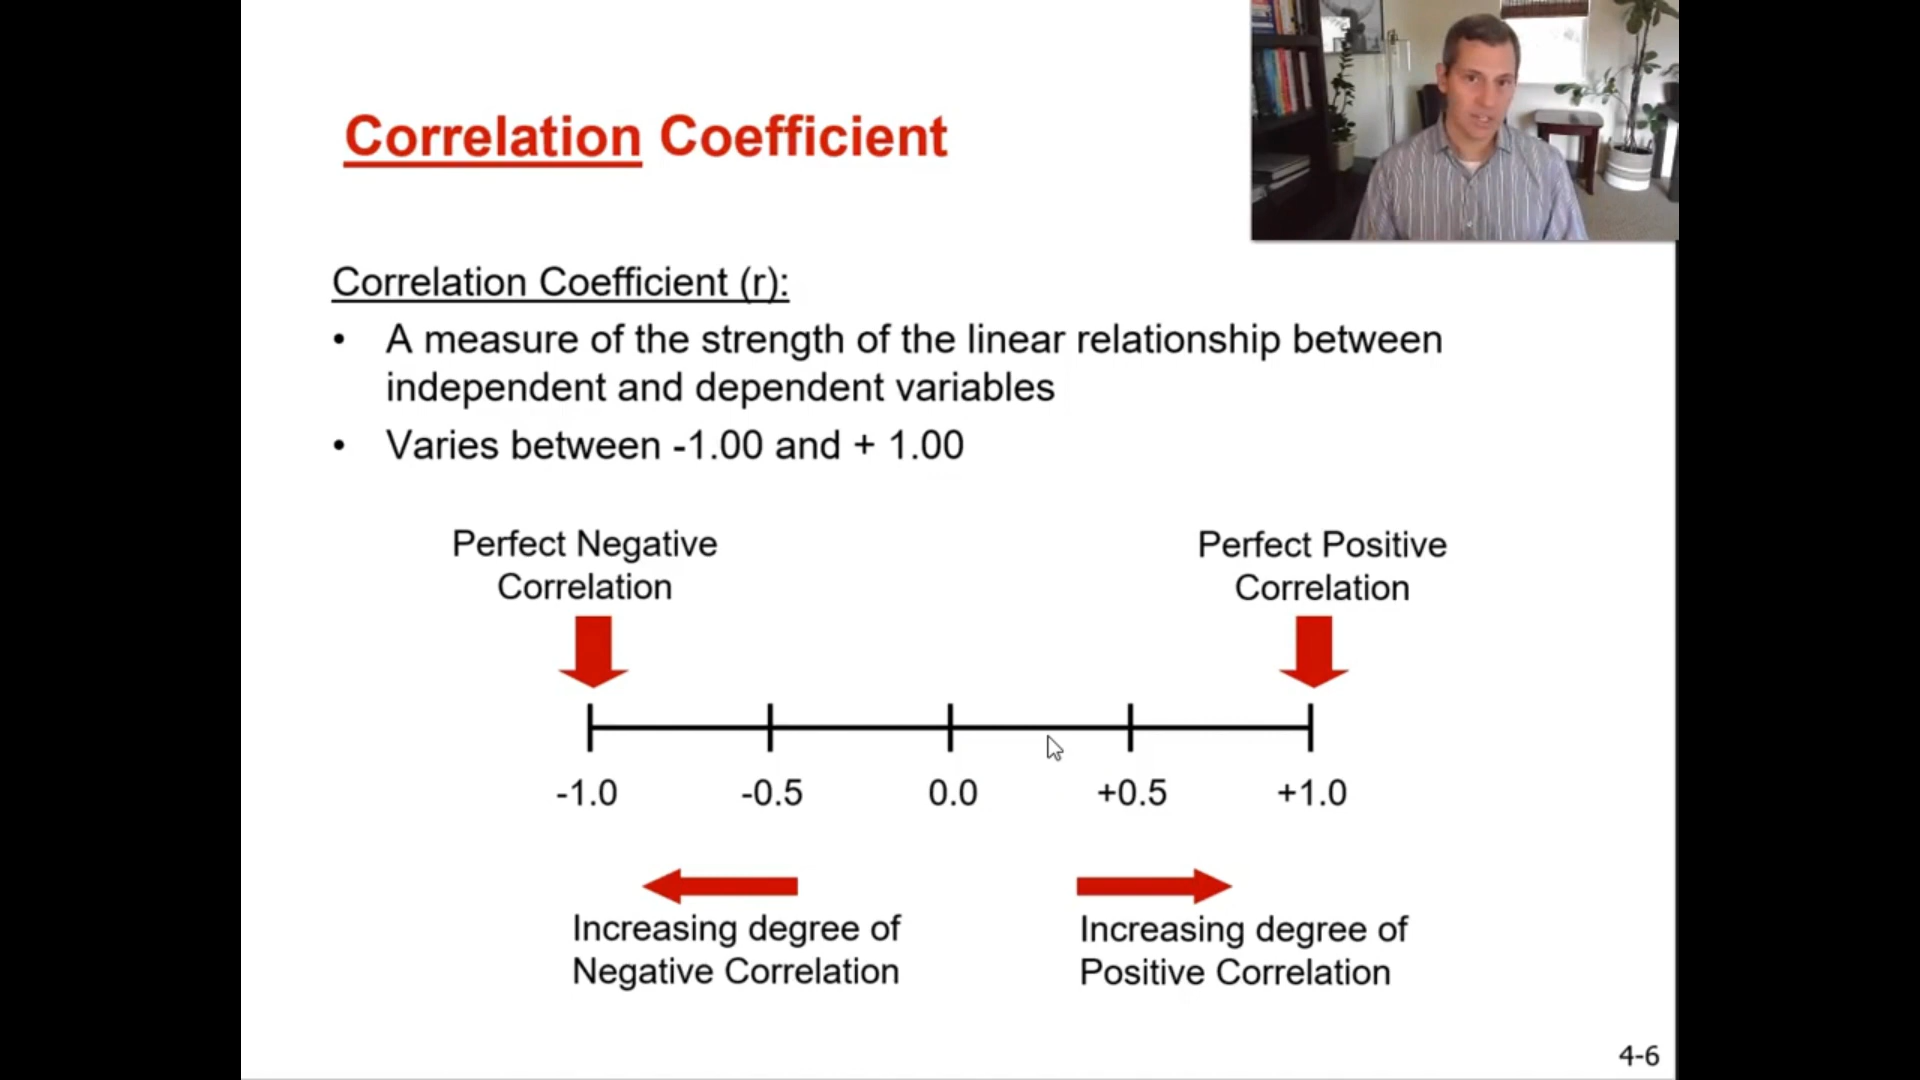 Correlation Coefficient
Correlation Coefficient (r):
• A measure of the strength of the linear relationship between
independent and dependent variables
• Varies between -1.00 and + 1.00
Perfect Negative
Correlation
Perfect Positive
Correlation
-1.0 -0.5 0.0 +0.5 +1.0
Increasing degree of
Negative Correlation
Increasing degree of
Positive Correlation
4-6